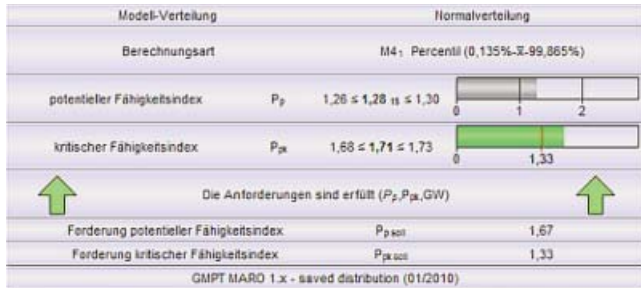 Modell-Verteilung Normalverteilung
Berechnungsart M4₁ Percentil (0,135%-x̅-99,865%)
potentieller Fähigkeitsindex Pp 1,26 ≤ 1,28 ≤ 1,30
0 1 2
kritischer Fähigkeitsindex Ppk 1,68 ≤ 1,71 ≤ 1,73
0 1,33
Die Anforderungen sind erfüllt (Pp,Ppk,GW)
Forderung potentieller Fähigkeitsindex Pp soll 1,67
Forderung kritischer Fähigkeitsindex Ppk soll 1,33
GMPT MARO 1.x - saved distribution (01/2010)